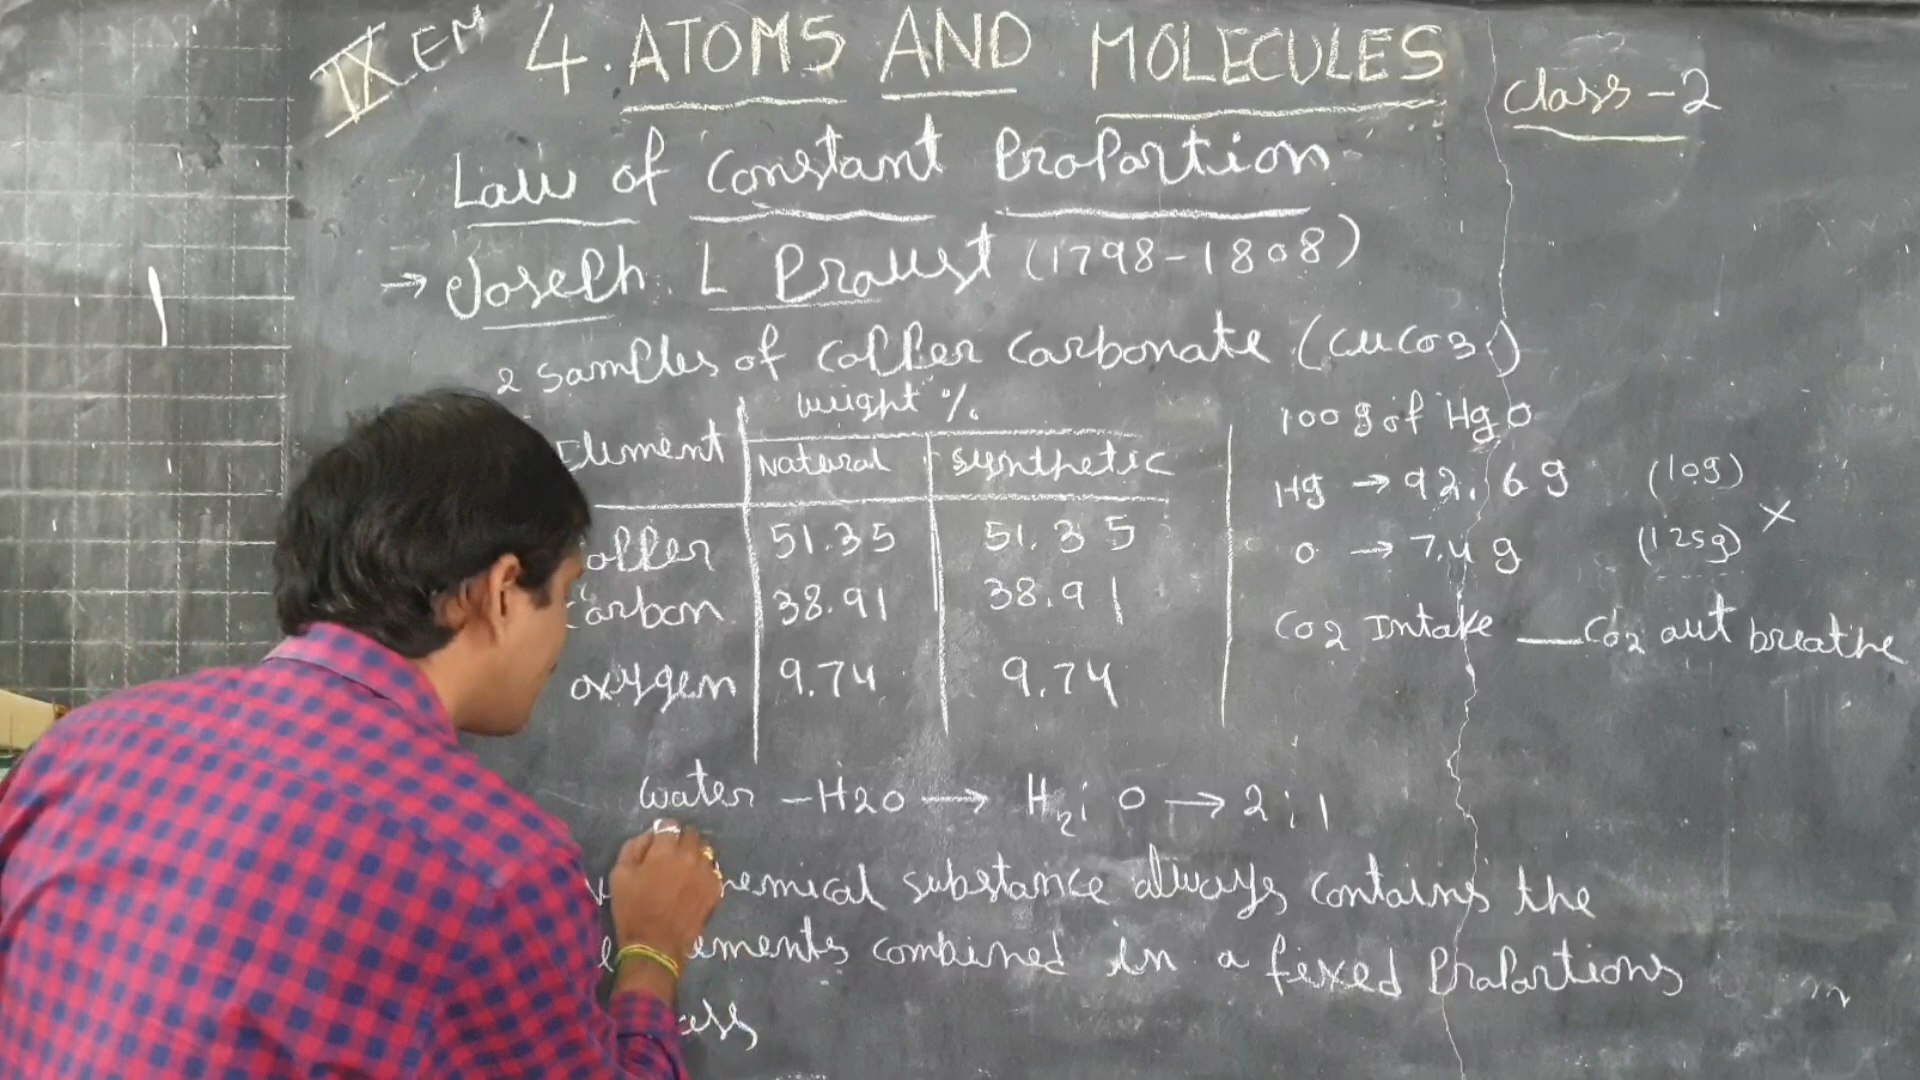 IX EM 4. ATOMS AND MOLECULES
Class - 2
Law of Constant Proportion
→ Joseph. L Proust (1798-1808)
2 samples of copper carbonate (CuCo3)
Element
weight %
Natural
synthetic
copper 51.35 51.35
carbon 38.91 38.91
oxygen 9.74 9.74
100 g of HgO
Hg → 92.6 g (10g)
O → 7.4 g (125g) ×
Co2 Intake — Co2 out breathe
water - H2O → H2: O → 2:1
chemical substance always contains the
elements combined in a fixed Proportions